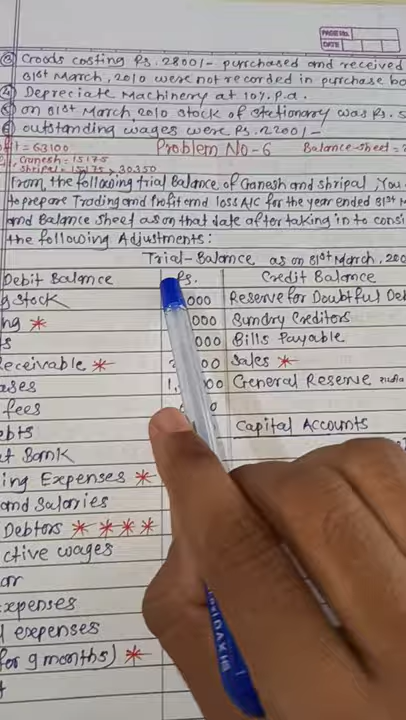 PAGE NO.
DATE
③ Goods costing Rs. 2800/- purchased and received
31st March, 2010 were not recorded in purchase bo
④ Depreciate Machinery at 10% p.a.
on 31st March 2010 stock of stationary was Rs. 5
outstanding wages were Rs. 2200/-
= 63100 Problem No-6 Balance-sheet =
Ganesh = 15175
Shripal = 15175 > 30350
From the following trial Balance of Ganesh and Shripal, You
to prepare Trading and Profit and loss A/c for the year ended 31st M
and Balance Sheet as on that date after taking in to consi
the following Adjustments:
Trial-Balance as on 31st March, 200
Debit Balance Rs. Credit Balance
g stock 000 Reserve for Doubtful Deb
ng * 000 Sundry Creditors
s 000 Bills Payable
Receivable * 00 Sales *
ases 1, 00 General Reserve
fees
ebts Capital Accounts
at Bank
ing Expenses *
and Salaries
Debtors * * * *
ctive wages
Expenses
l expenses
for 9 months) *
t